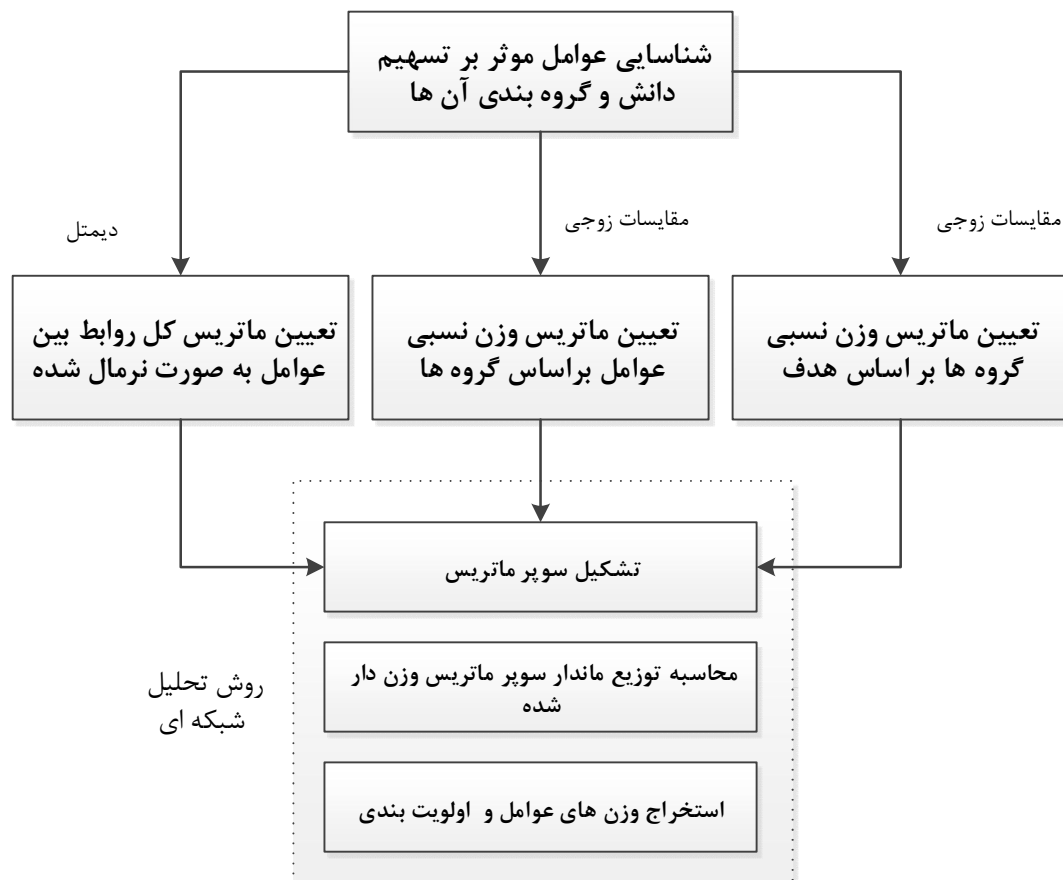 شناسایی عوامل موثر بر تسهیم
دانش و گروه بندی آن ها
مقایسات زوجی
مقایسات زوجی
دیمتل
تعیین ماتریس وزن نسبی
گروه ها بر اساس هدف
تعیین ماتریس وزن نسبی
عوامل براساس گروه ها
تعیین ماتریس کل روابط بین
عوامل به صورت نرمال شده
تشکیل سوپر ماتریس
محاسبه توزیع ماندار سوپر ماتریس وزن دار
شده
استخراج وزن های عوامل و اولویت بندی
روش تحلیل
شبکه ای